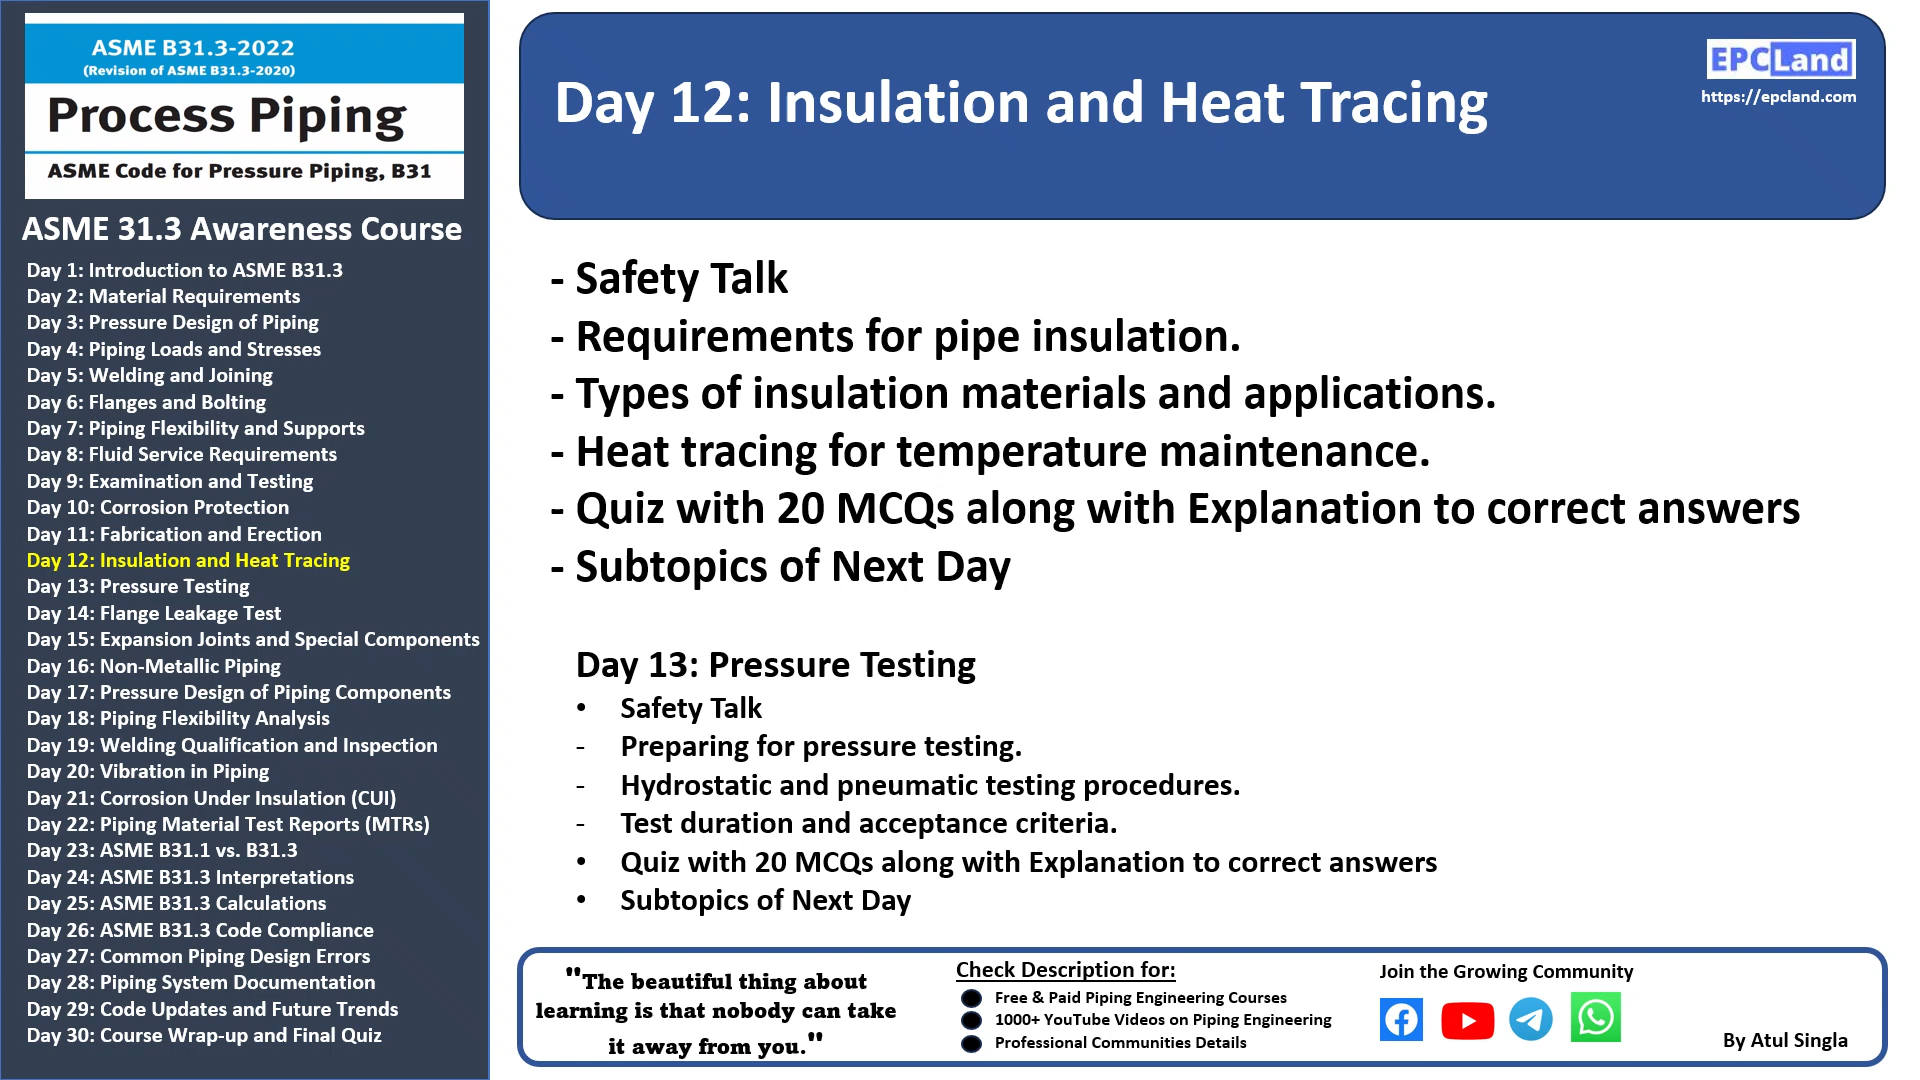 ASME B31.3-2022
(Revision of ASME B31.3-2020)
Process Piping
ASME Code for Pressure Piping, B31
ASME 31.3 Awareness Course
Day 1: Introduction to ASME B31.3
Day 2: Material Requirements
Day 3: Pressure Design of Piping
Day 4: Piping Loads and Stresses
Day 5: Welding and Joining
Day 6: Flanges and Bolting
Day 7: Piping Flexibility and Supports
Day 8: Fluid Service Requirements
Day 9: Examination and Testing
Day 10: Corrosion Protection
Day 11: Fabrication and Erection
Day 12: Insulation and Heat Tracing
Day 13: Pressure Testing
Day 14: Flange Leakage Test
Day 15: Expansion Joints and Special Components
Day 16: Non-Metallic Piping
Day 17: Pressure Design of Piping Components
Day 18: Piping Flexibility Analysis
Day 19: Welding Qualification and Inspection
Day 20: Vibration in Piping
Day 21: Corrosion Under Insulation (CUI)
Day 22: Piping Material Test Reports (MTRs)
Day 23: ASME B31.1 vs. B31.3
Day 24: ASME B31.3 Interpretations
Day 25: ASME B31.3 Calculations
Day 26: ASME B31.3 Code Compliance
Day 27: Common Piping Design Errors
Day 28: Piping System Documentation
Day 29: Code Updates and Future Trends
Day 30: Course Wrap-up and Final Quiz
Day 12: Insulation and Heat Tracing
EPCLand
https://epcland.com
- Safety Talk
- Requirements for pipe insulation.
- Types of insulation materials and applications.
- Heat tracing for temperature maintenance.
- Quiz with 20 MCQs along with Explanation to correct answers
- Subtopics of Next Day
Day 13: Pressure Testing
• Safety Talk
- Preparing for pressure testing.
- Hydrostatic and pneumatic testing procedures.
- Test duration and acceptance criteria.
• Quiz with 20 MCQs along with Explanation to correct answers
• Subtopics of Next Day
"The beautiful thing about
learning is that nobody can take
it away from you."
Check Description for:
● Free & Paid Piping Engineering Courses
● 1000+ YouTube Videos on Piping Engineering
● Professional Communities Details
Join the Growing Community
By Atul Singla